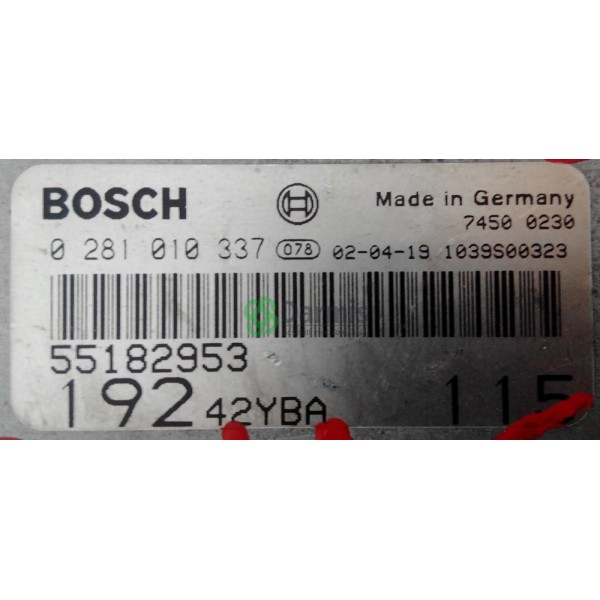 BOSCH
Made in Germany
7450 0230
0 281 010 337 078 02-04-19 1039S00323
55182953
192 42YBA 115